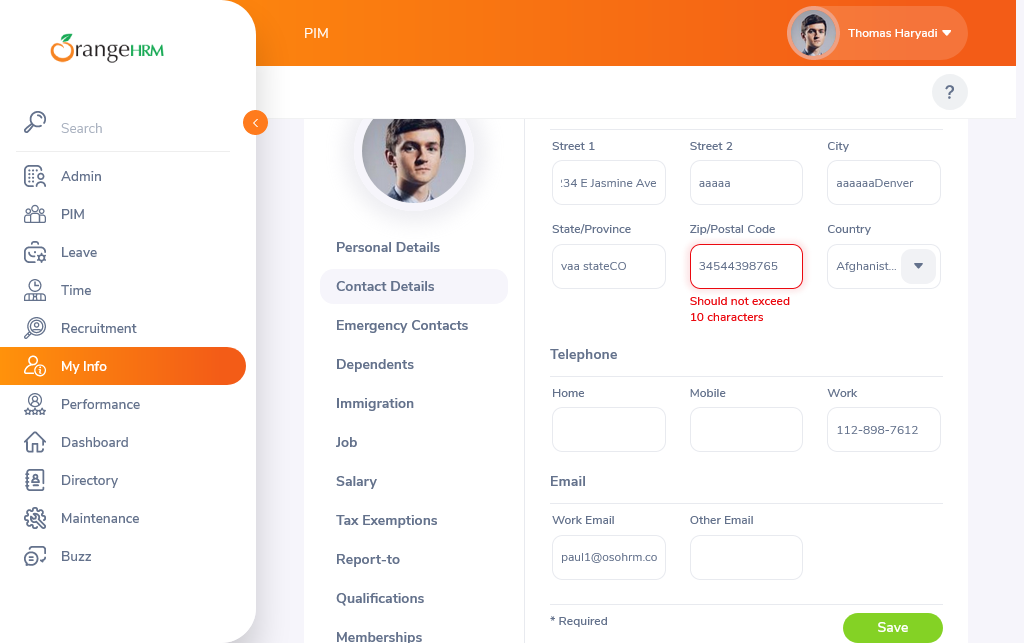 OrangeHRM
Search
Admin
PIM
Leave
Time
Recruitment
My Info
Performance
Dashboard
Directory
Maintenance
Buzz
PIM
Thomas Haryadi
?
Personal Details
Contact Details
Emergency Contacts
Dependents
Immigration
Job
Salary
Tax Exemptions
Report-to
Qualifications
Memberships
Street 1 Street 2 City
34 E Jasmine Ave aaaaa aaaaaaDenver
State/Province Zip/Postal Code Country
vaa stateCO 34544398765 Afghanist...
Should not exceed
10 characters
Telephone
Home Mobile Work
112-898-7612
Email
Work Email Other Email
paul1@osohrm.co
* Required
Save